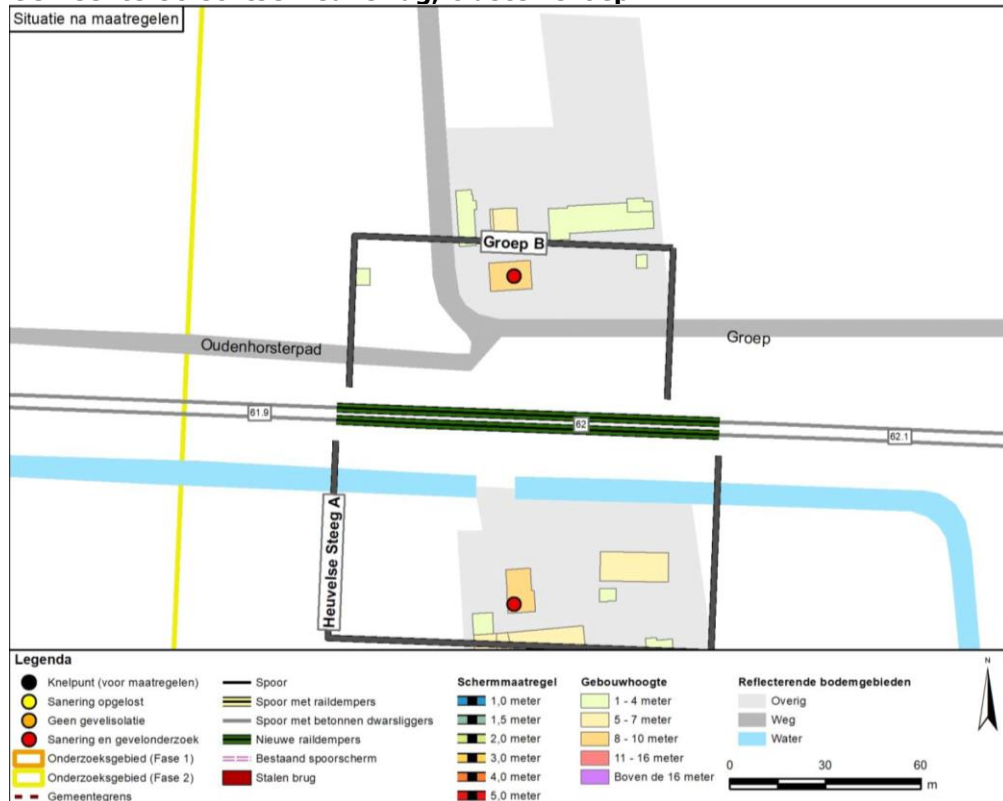 Situatie na maatregelen
Groep B
Oudenhorsterpad
Groep
61.9
62
62.1
Heuvelse Steeg A
Legenda
Knelpunt (voor maatregelen)
Sanering opgelost
Geen gevelisolatie
Sanering en gevelonderzoek
Onderzoeksgebied (Fase 1)
Onderzoeksgebied (Fase 2)
Gemeentegrens
Spoor
Spoor met raildempers
Spoor met betonnen dwarsliggers
Nieuwe raildempers
Bestaand spoorscherm
Stalen brug
Schermmaatregel
1,0 meter
1,5 meter
2,0 meter
3,0 meter
4,0 meter
5,0 meter
Gebouwhoogte
1 - 4 meter
5 - 7 meter
8 - 10 meter
11 - 16 meter
Boven de 16 meter
Reflecterende bodemgebieden
Overig
Weg
Water
N
0 30 60
m